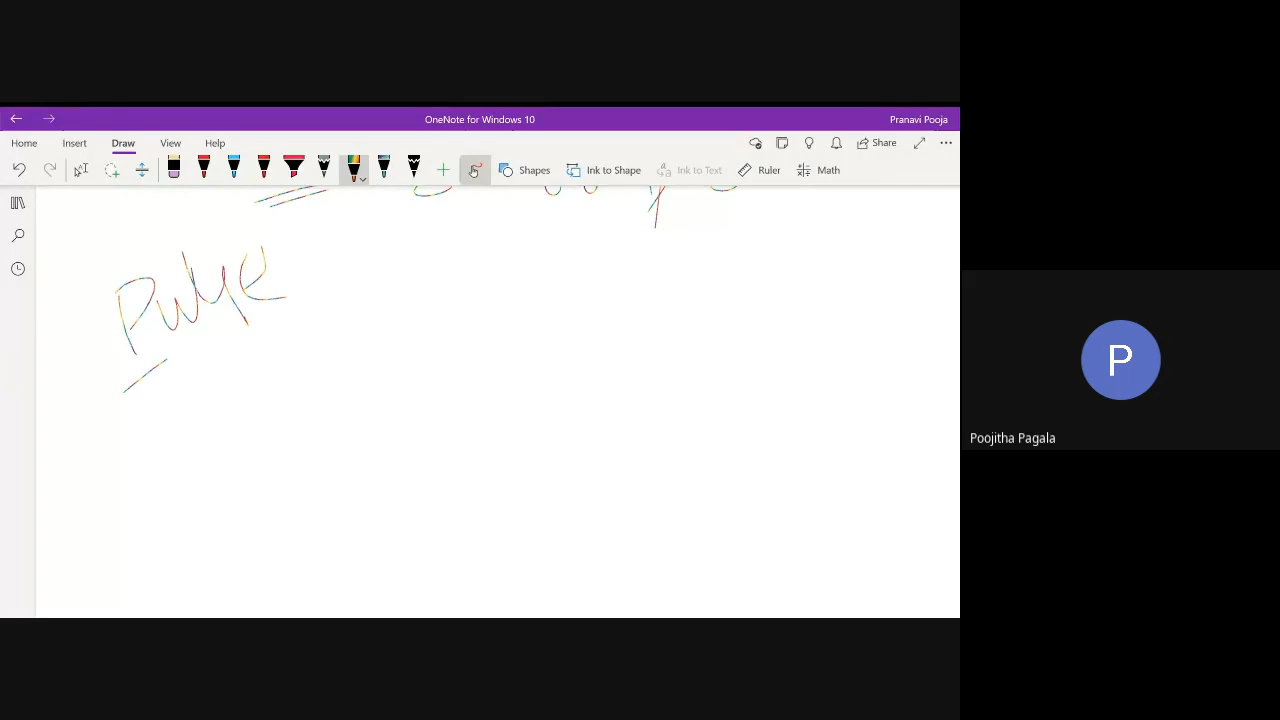 OneNote for Windows 10
Pranavi Pooja
Home Insert Draw View Help Share
Shapes Ink to Shape Ink to Text Ruler Math
Pulse
P
Poojitha Pagala